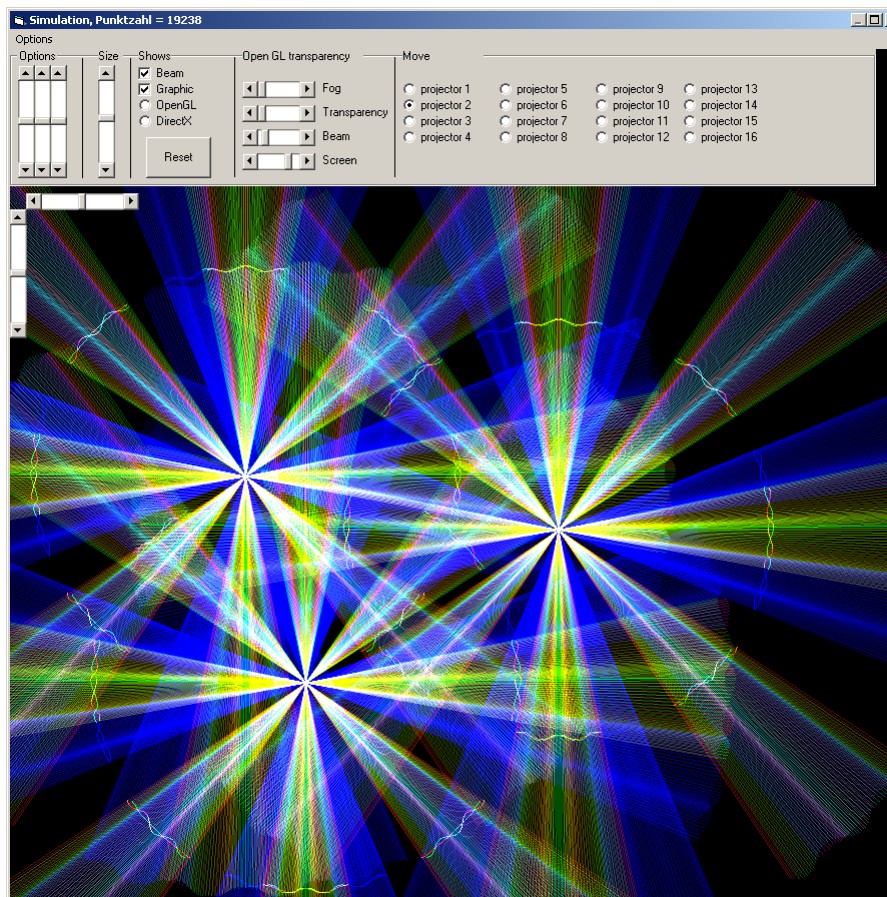 Simulation, Punktzahl = 19238
Options
Options Size Shows Open GL transparency Move
Beam
Graphic
OpenGL
DirectX
Reset
Fog
Transparency
Beam
Screen
projector 1 projector 5 projector 9 projector 13
projector 2 projector 6 projector 10 projector 14
projector 3 projector 7 projector 11 projector 15
projector 4 projector 8 projector 12 projector 16